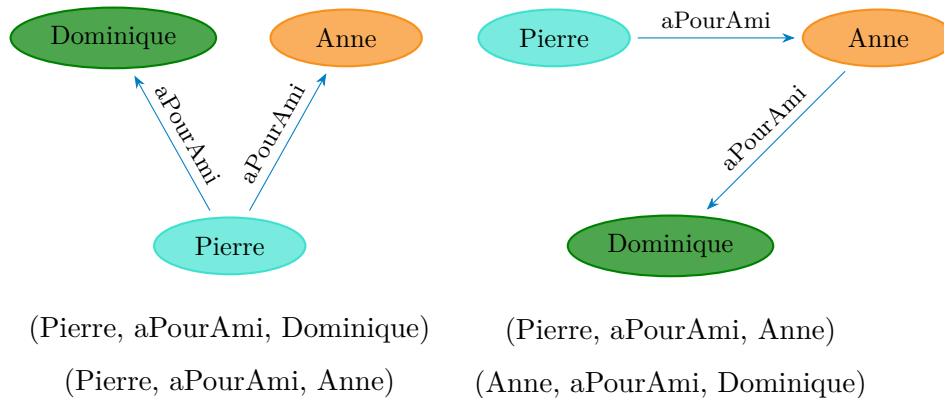 Dominique
Anne
aPourAmi
aPourAmi
Pierre
(Pierre, aPourAmi, Dominique)
(Pierre, aPourAmi, Anne)
Pierre
aPourAmi
Anne
aPourAmi
Dominique
(Pierre, aPourAmi, Anne)
(Anne, aPourAmi, Dominique)